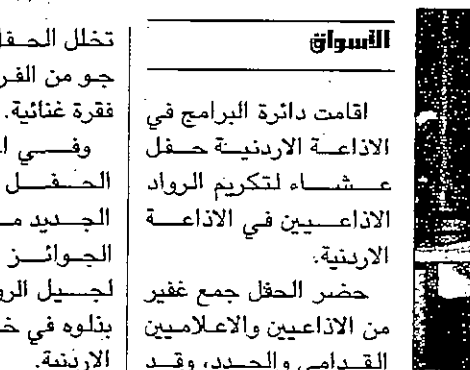 الأسواق
اقامت دائرة البرامج في
الاذاعة الاردنية حفل
عشاء لتكريم الرواد
الاذاعيين في الاذاعة
الاردنية.
حضر الحفل جمع غفير
من الاذاعيين والاعلاميين
القدامى والجدد، وقد
تخلل الحفل
جو من الفر
فقرة غنائية.
وفي ا
الحفل
الجديد مـ
الجوائز
لجيل الرو
بذلوه في خـ
الاردنية.